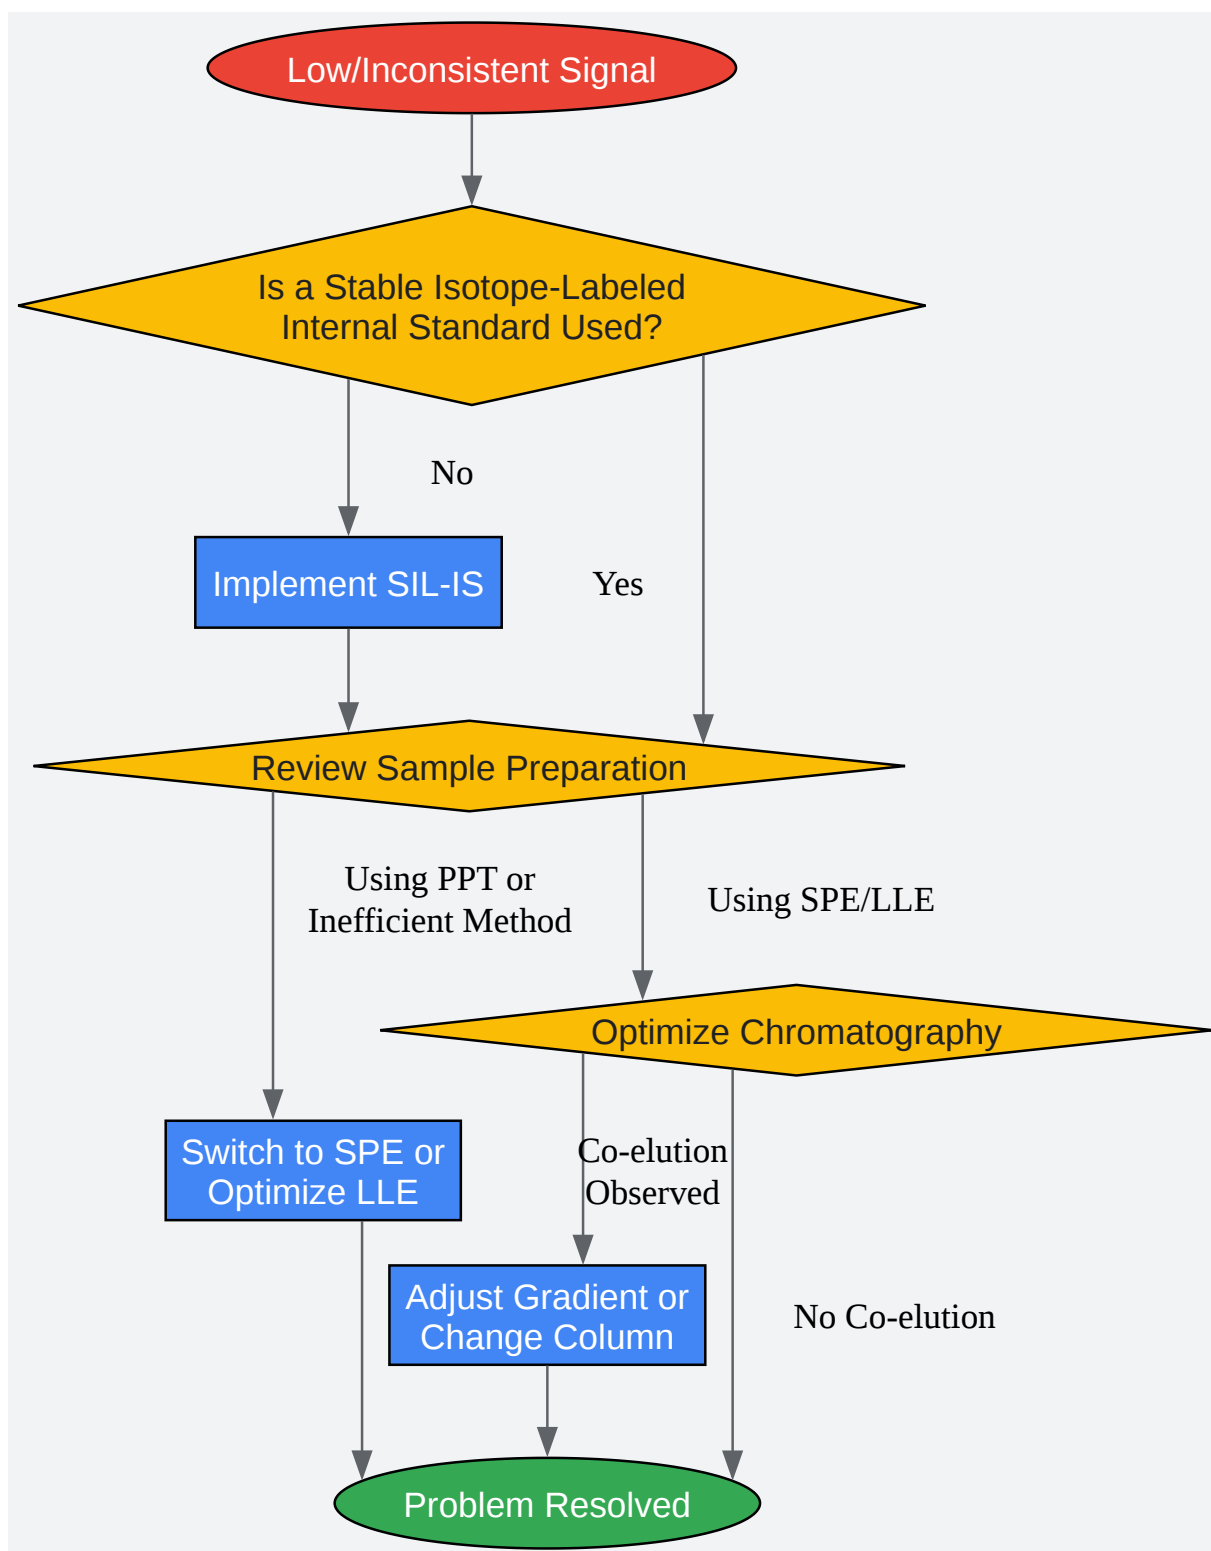 Low/Inconsistent Signal
Is a Stable Isotope-Labeled
Internal Standard Used?
No
Implement SIL-IS
Yes
Review Sample Preparation
Using PPT or
Inefficient Method
Using SPE/LLE
Optimize Chromatography
Switch to SPE or
Optimize LLE
Co-elution
Observed
Adjust Gradient or
Change Column
No Co-elution
Problem Resolved